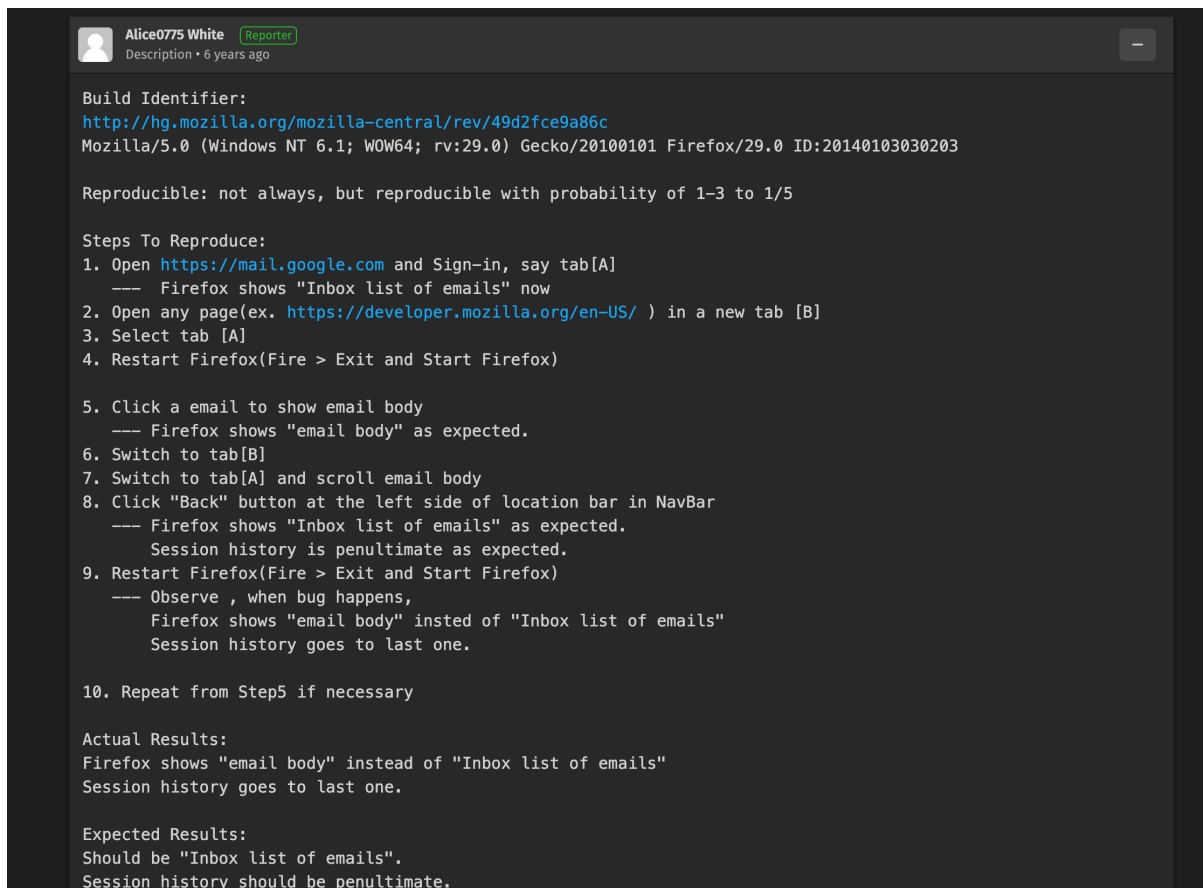 Alice0775 White Reporter
Description • 6 years ago
Build Identifier:
http://hg.mozilla.org/mozilla-central/rev/49d2fce9a86c
Mozilla/5.0 (Windows NT 6.1; WOW64; rv:29.0) Gecko/20100101 Firefox/29.0 ID:20140103030203
Reproducible: not always, but reproducible with probability of 1-3 to 1/5
Steps To Reproduce:
1. Open https://mail.google.com and Sign-in, say tab[A]
--- Firefox shows "Inbox list of emails" now
2. Open any page(ex. https://developer.mozilla.org/en-US/ ) in a new tab [B]
3. Select tab [A]
4. Restart Firefox(Fire > Exit and Start Firefox)
5. Click a email to show email body
--- Firefox shows "email body" as expected.
6. Switch to tab[B]
7. Switch to tab[A] and scroll email body
8. Click "Back" button at the left side of location bar in NavBar
--- Firefox shows "Inbox list of emails" as expected.
Session history is penultimate as expected.
9. Restart Firefox(Fire > Exit and Start Firefox)
--- Observe , when bug happens,
Firefox shows "email body" insted of "Inbox list of emails"
Session history goes to last one.
10. Repeat from Step5 if necessary
Actual Results:
Firefox shows "email body" instead of "Inbox list of emails"
Session history goes to last one.
Expected Results:
Should be "Inbox list of emails".
Session history should be penultimate.